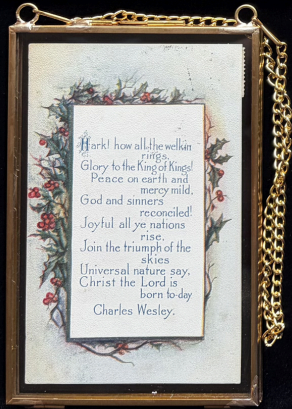 Hark! how all the welkin
rings,
Glory to the King of Kings!
Peace on earth and
mercy mild,
God and sinners
reconciled!
Joyful all ye nations
rise,
Join the triumph of the
skies
Universal nature say,
Christ the Lord is
born to-day
Charles Wesley.